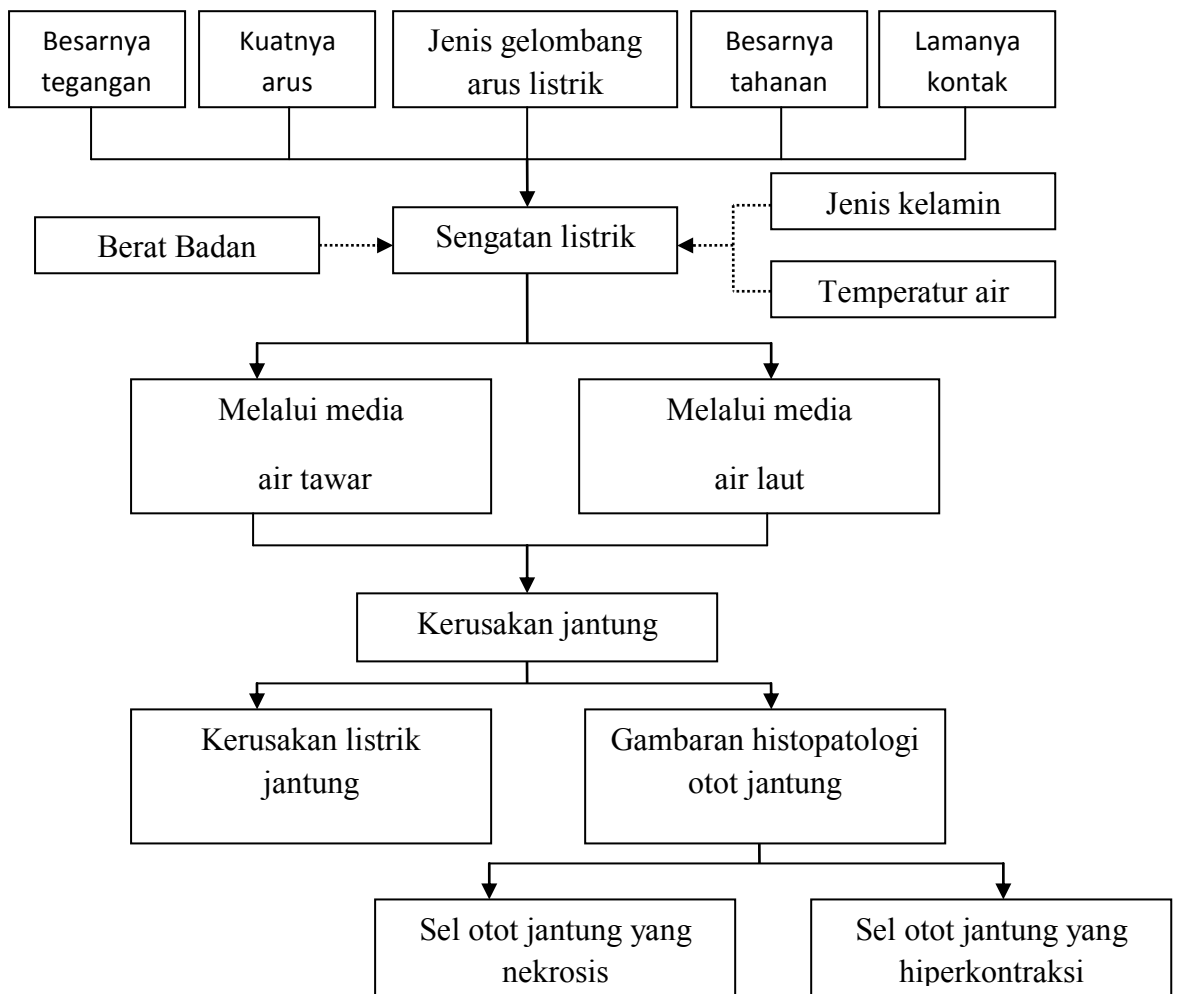 Besarnya
tegangan
Kuatnya
arus
Jenis gelombang
arus listrik
Besarnya
tahanan
Lamanya
kontak
Jenis kelamin
Berat Badan
Sengatan listrik
Temperatur air
Melalui media
air tawar
Melalui media
air laut
Kerusakan jantung
Kerusakan listrik
jantung
Gambaran histopatologi
otot jantung
Sel otot jantung yang
nekrosis
Sel otot jantung yang
hiperkontraksi